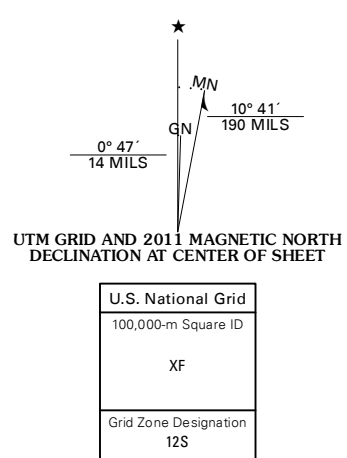 ★
MN
10° 41´
190 MILS
GN
0° 47´
14 MILS
UTM GRID AND 2011 MAGNETIC NORTH
DECLINATION AT CENTER OF SHEET
U.S. National Grid
100,000-m Square ID
XF
Grid Zone Designation
12S